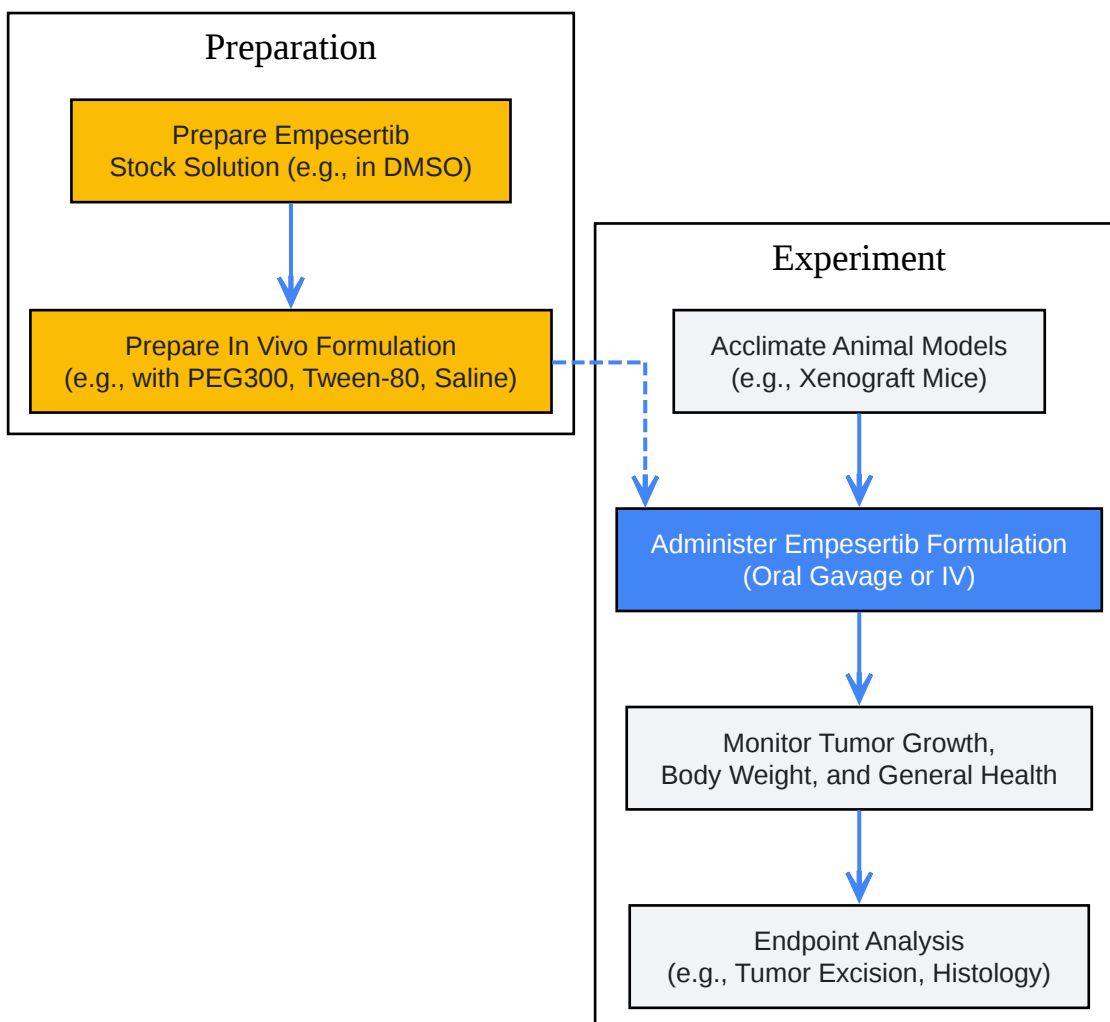 Preparation
Prepare Empesertib
Stock Solution (e.g., in DMSO)
Prepare In Vivo Formulation
(e.g., with PEG300, Tween-80, Saline)
Experiment
Acclimate Animal Models
(e.g., Xenograft Mice)
Administer Empesertib Formulation
(Oral Gavage or IV)
Monitor Tumor Growth,
Body Weight, and General Health
Endpoint Analysis
(e.g., Tumor Excision, Histology)